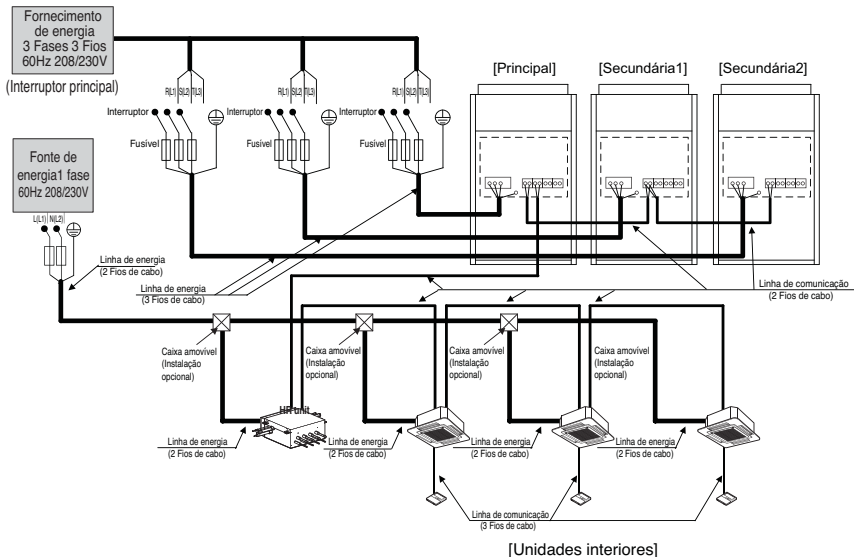 Fornecimento
de energia
3 Fases 3 Fios
60Hz 208/230V
(Interruptor principal)
[Principal]
[Secundária1]
[Secundária2]
R(L1) S(L2) T(L3)
R(L1) S(L2) T(L3)
R(L1) S(L2) T(L3)
Interruptor
Interruptor
Interruptor
Fusível
Fusível
Fusível
Fonte de
energia1 fase
60Hz 208/230V
L(L1) N(L2)
Linha de energia
(2 Fios de cabo)
Linha de energia
(3 Fios de cabo)
Linha de comunicação
(2 Fios de cabo)
Caixa amovível
(Instalação
opcional)
Caixa amovível
(Instalação
opcional)
Caixa amovível
(Instalação
opcional)
Caixa amovível
(Instalação
opcional)
HR unit
Linha de energia
(2 Fios de cabo)
Linha de energia
(2 Fios de cabo)
Linha de energia
(2 Fios de cabo)
Linha de energia
(2 Fios de cabo)
Linha de comunicação
(3 Fios de cabo)
[Unidades interiores]